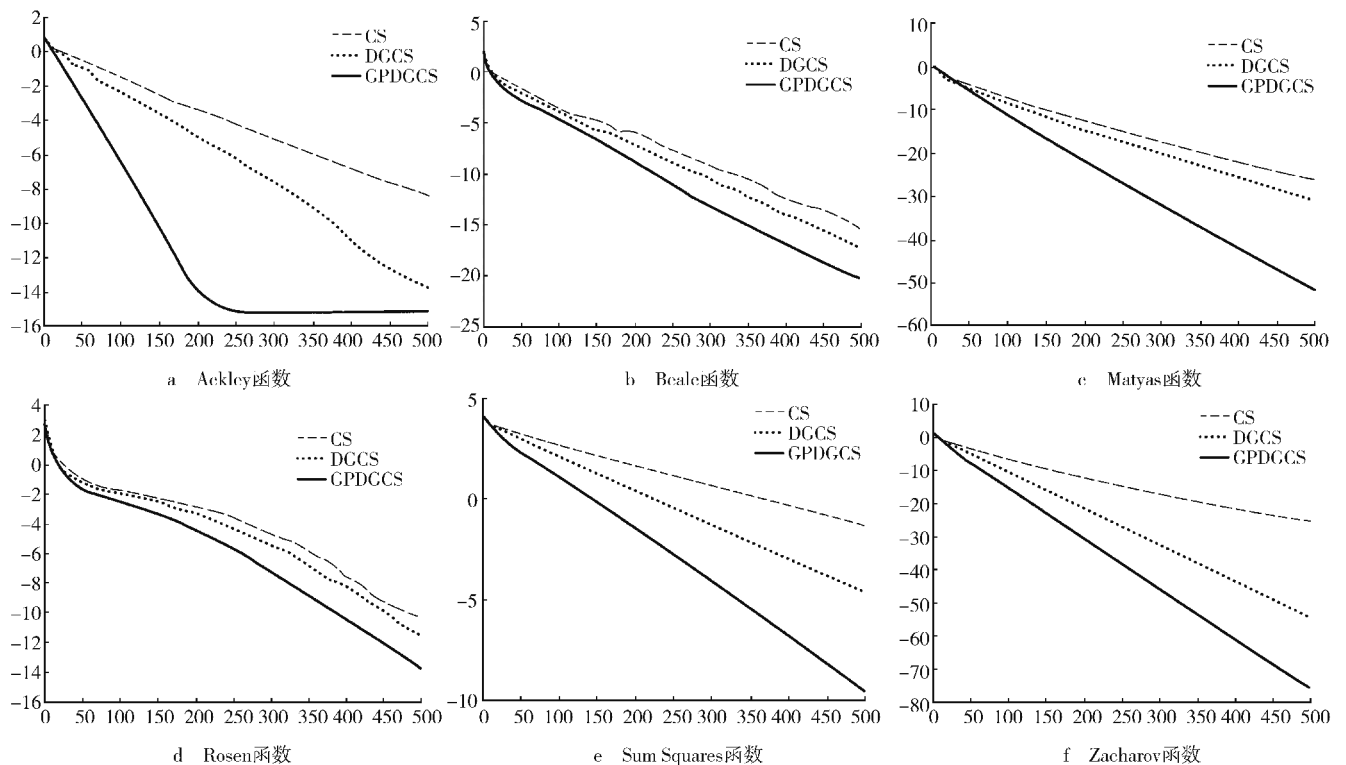 2
0
−2
−4
−6
−8
−10
−12
−14
−16
0 50 100 150 200 250 300 350 400 450 500
CS
DGCS
GPDGCS
a Ackley函数
5
0
−5
−10
−15
−20
−25
0 50 100 150 200 250 300 350 400 450 500
CS
DGCS
GPDGCS
b Beale函数
10
0
−10
−20
−30
−40
−50
−60
0 50 100 150 200 250 300 350 400 450 500
CS
DGCS
GPDGCS
c Matyas函数
4
2
0
−2
−4
−6
−8
−10
−12
−14
−16
0 50 100 150 200 250 300 350 400 450 500
CS
DGCS
GPDGCS
d Rosen函数
5
0
−5
−10
0 50 100 150 200 250 300 350 400 450 500
CS
DGCS
GPDGCS
e Sum Squares函数
10
0
−10
−20
−30
−40
−50
−60
−70
−80
0 50 100 150 200 250 300 350 400 450 500
CS
DGCS
GPDGCS
f Zacharov函数